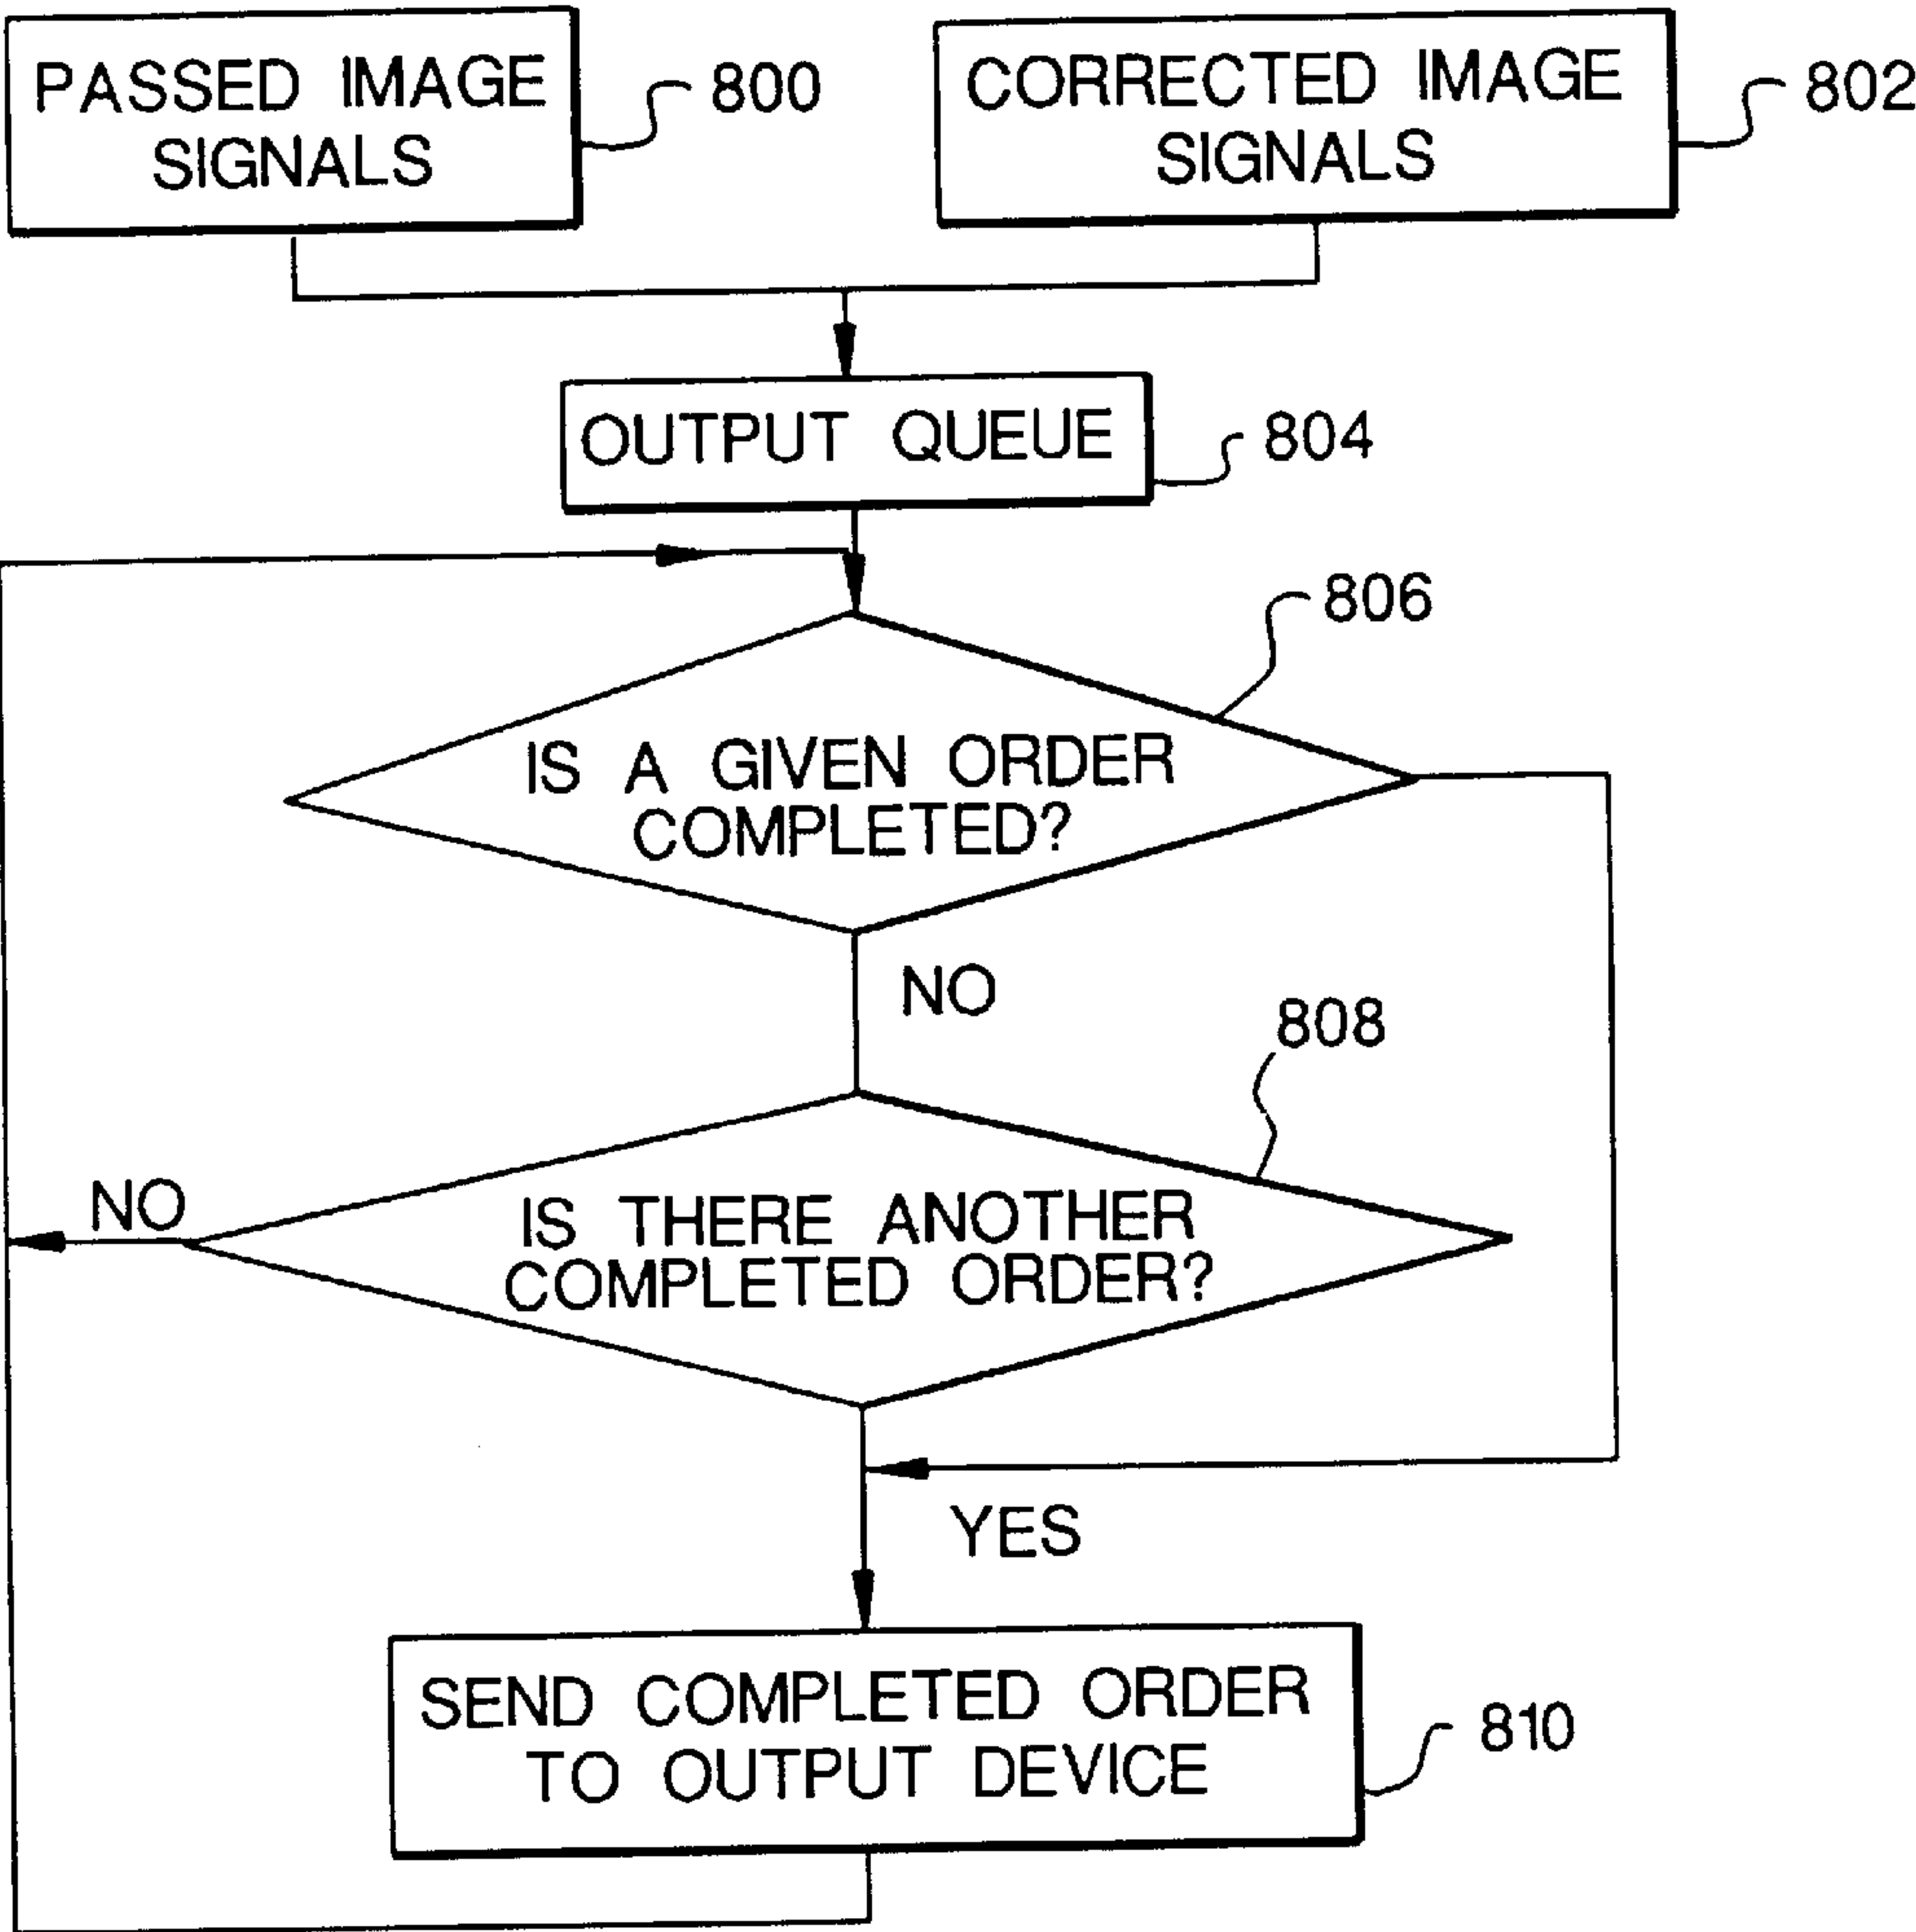 PASSED IMAGE
SIGNALS
800
CORRECTED IMAGE
SIGNALS
802
OUTPUT QUEUE
804
806
IS A GIVEN ORDER
COMPLETED?
NO
808
NO
IS THERE ANOTHER
COMPLETED ORDER?
YES
SEND COMPLETED ORDER
TO OUTPUT DEVICE
810